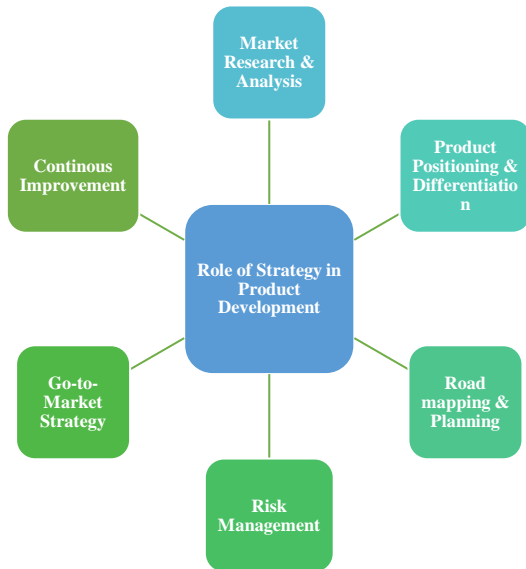 Market
Research &
Analysis
Continous
Improvement
Product
Positioning &
Differentiatio
n
Role of Strategy in
Product
Development
Go-to-
Market
Strategy
Road
mapping &
Planning
Risk
Management